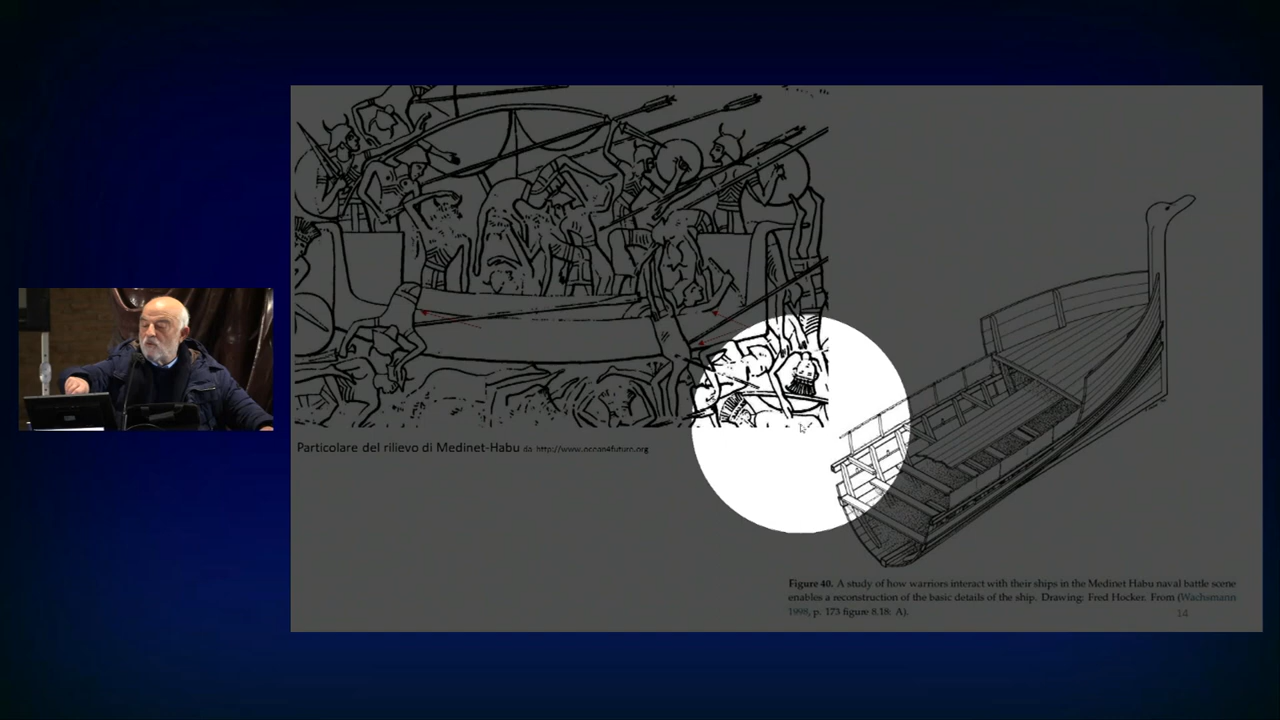 Particolare del rilievo di Medinet-Habu da http://www.ocean4future.org
Figure 40. A study of how warriors interact with their ships in the Medinet Habu naval battle scene
enables a reconstruction of the basic details of the ship. Drawing: Fred Hocker. From (Wachsmann
1998, p. 173 figure 8.18: A).
14